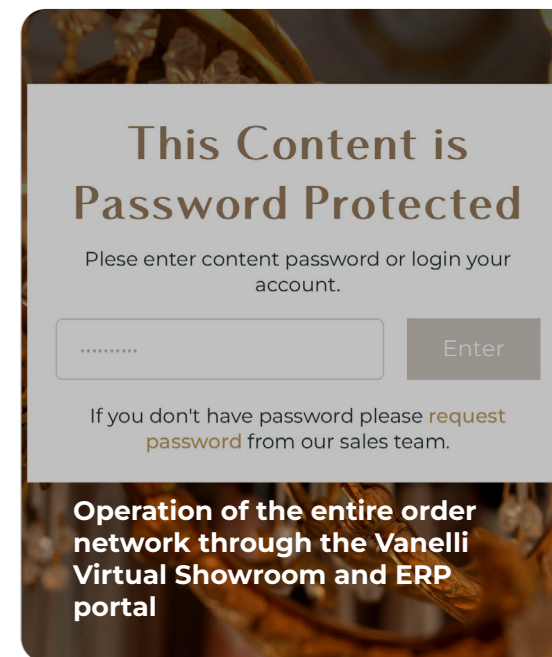 This Content is
Password Protected
Plese enter content password or login your
account.
..........
Enter
If you don't have password please request
password from our sales team.
Operation of the entire order
network through the Vanelli
Virtual Showroom and ERP
portal